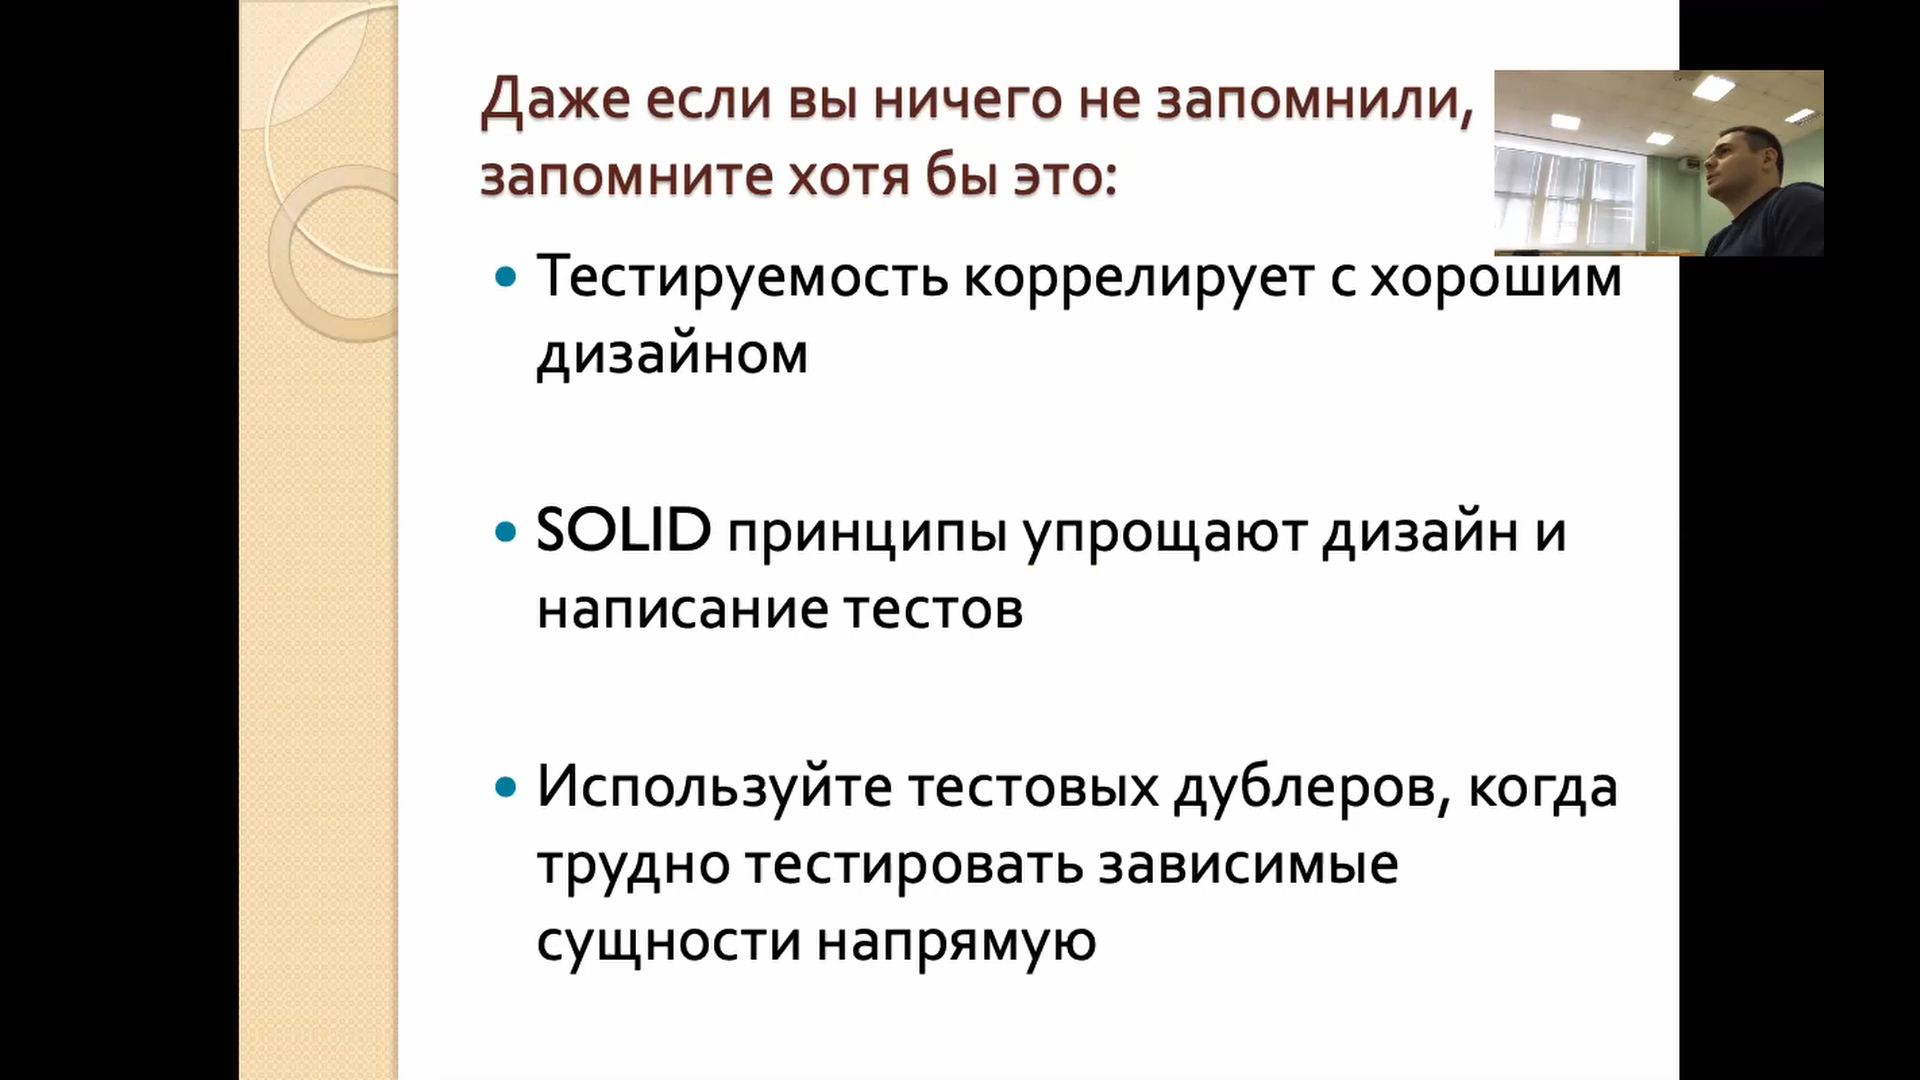 Даже если вы ничего не запомнили,
запомните хотя бы это:
Тестируемость коррелирует с хорошим
дизайном
SOLID принципы упрощают дизайн и
написание тестов
Используйте тестовых дублеров, когда
трудно тестировать зависимые
сущности напрямую